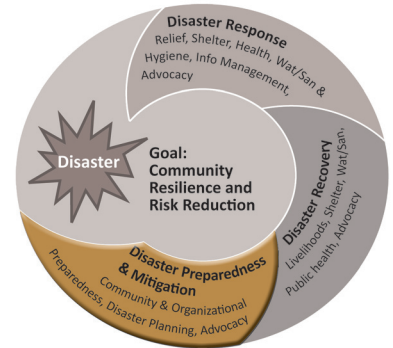 Disaster Response
Relief, Shelter, Health, Wat/San &
Hygiene, Info Management,
Advocacy
Disaster
Goal:
Community
Resilience and
Risk Reduction
Disaster Recovery
Livelihoods, Shelter, Wat/San,
Public health, Advocacy
Disaster Preparedness
& Mitigation
Community & Organizational
Preparedness, Disaster Planning, Advocacy